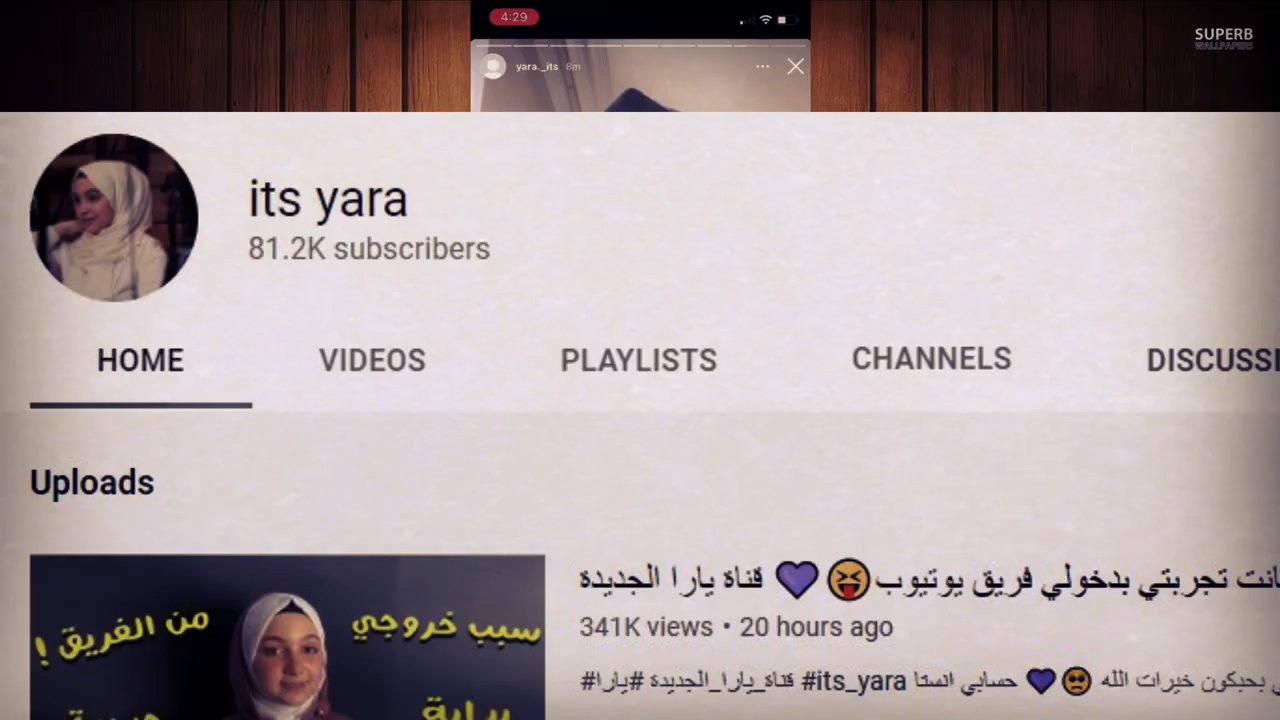 4:29
SUPERB
WALLPAPERS
yara._its 8m
its yara
81.2K subscribers
HOME VIDEOS PLAYLISTS CHANNELS DISCUSSI
Uploads
انت تجربتي بدخولي فريق يوتيوب😝💜 قناة يارا الجديدة
341K views • 20 hours ago
بحبكون خيرات الله 🥺💜 حسابي انستا its_yara# قناة_يارا_الجديدة #يارا#
سبب خروجي
من الفريق !